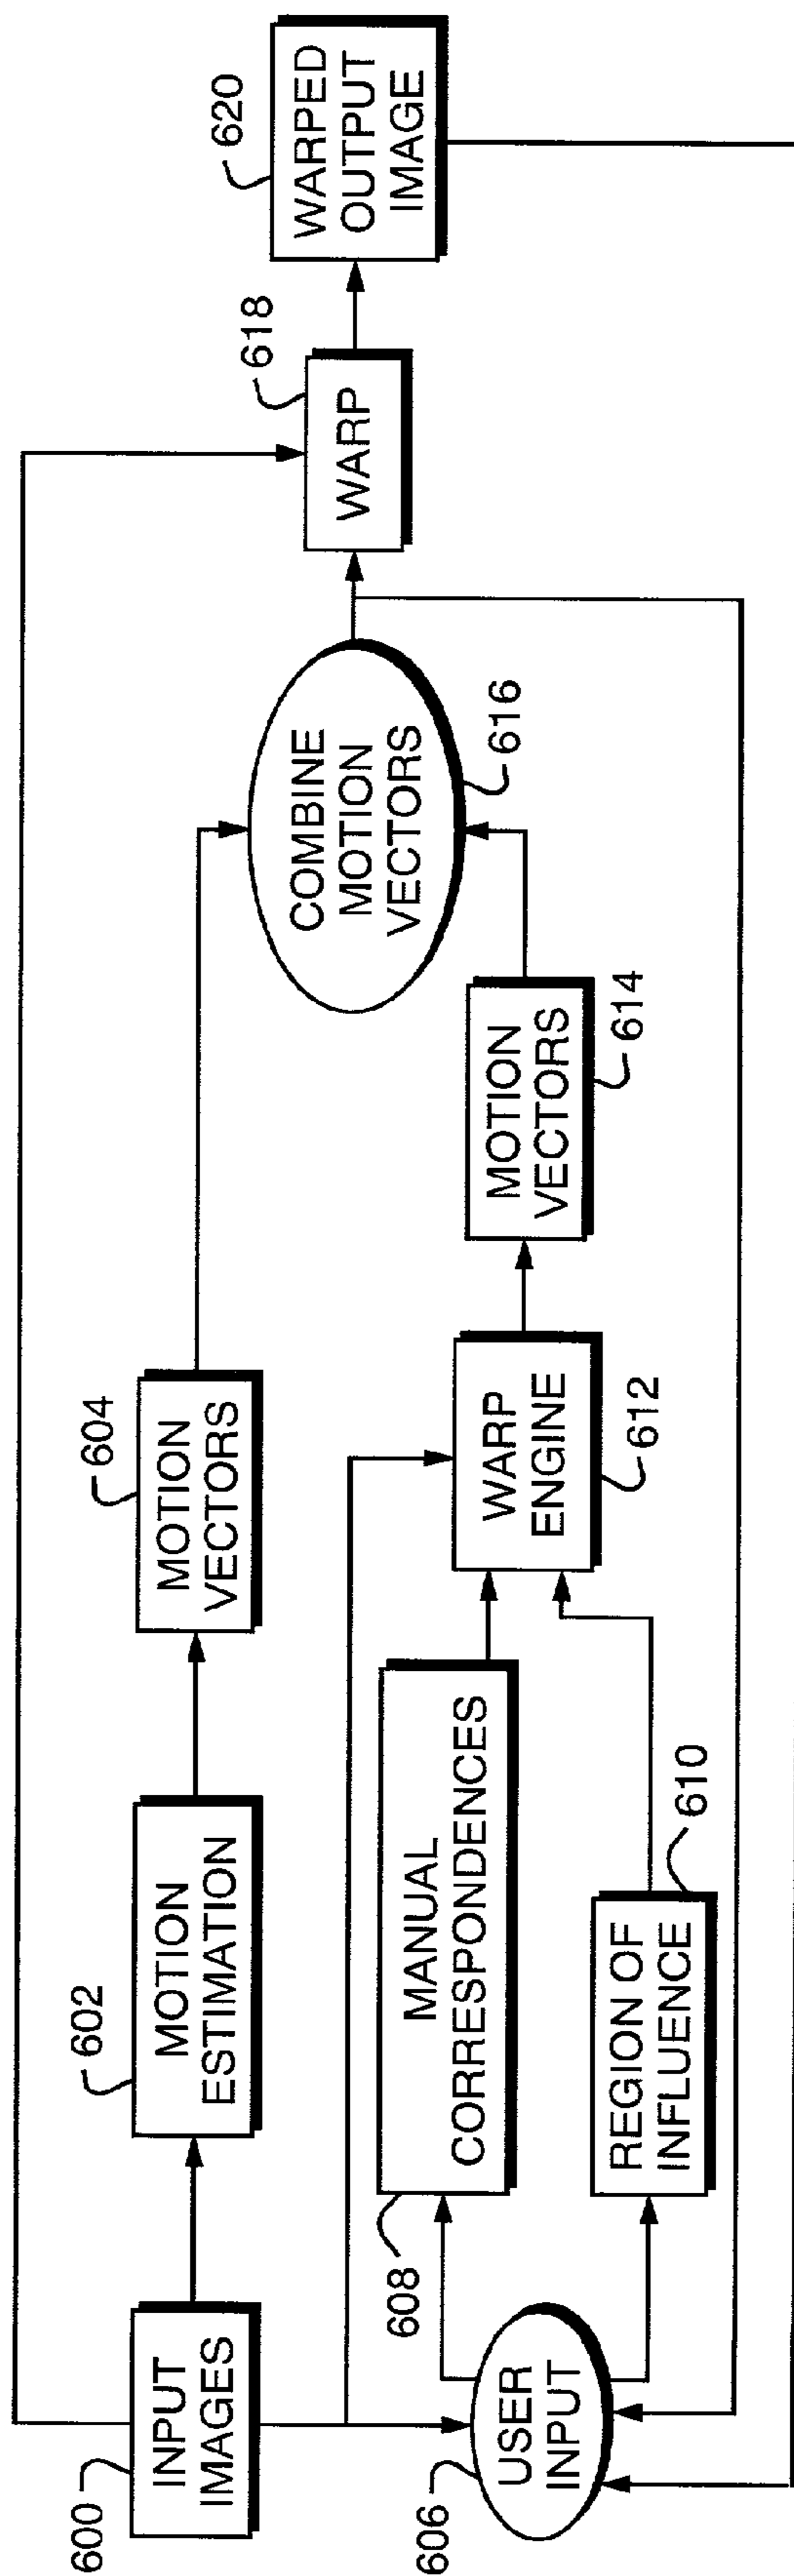 600
INPUT
IMAGES
602
MOTION
ESTIMATION
604
MOTION
VECTORS
606
USER
INPUT
608
MANUAL
CORRESPONDENCES
610
REGION OF
INFLUENCE
612
WARP
ENGINE
614
MOTION
VECTORS
616
COMBINE
MOTION
VECTORS
618
WARP
620
WARPED
OUTPUT
IMAGE